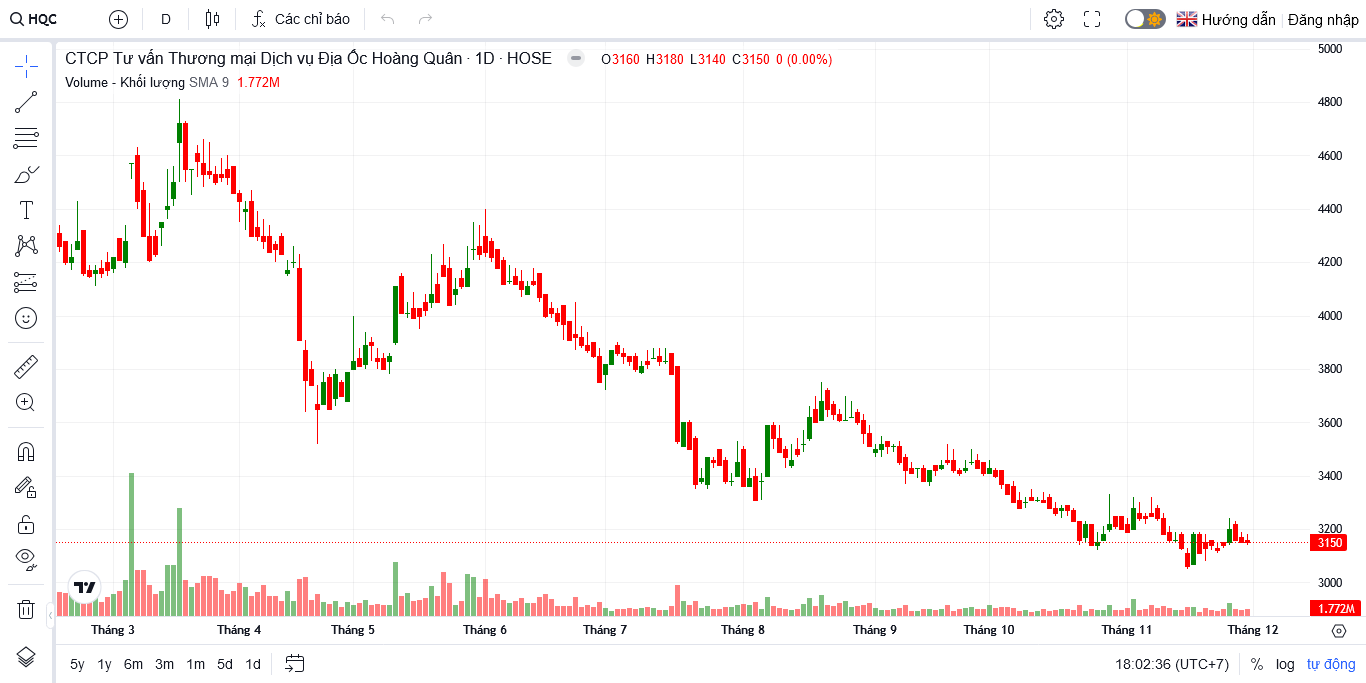 HQC D Các chỉ báo Hướng dẫn Đăng nhập
CTCP Tư vấn Thương mại Dịch vụ Địa Ốc Hoàng Quân · 1D · HOSE O3160 H3180 L3140 C3150 0 (0.00%)
Volume - Khối lượng SMA 9 1.772M
5000
4800
4600
4400
4200
4000
3800
3600
3400
3200
3150
3000
1.772M
Tháng 3 Tháng 4 Tháng 5 Tháng 6 Tháng 7 Tháng 8 Tháng 9 Tháng 10 Tháng 11 Tháng 12
5y 1y 6m 3m 1m 5d 1d 18:02:36 (UTC+7) % log tự động